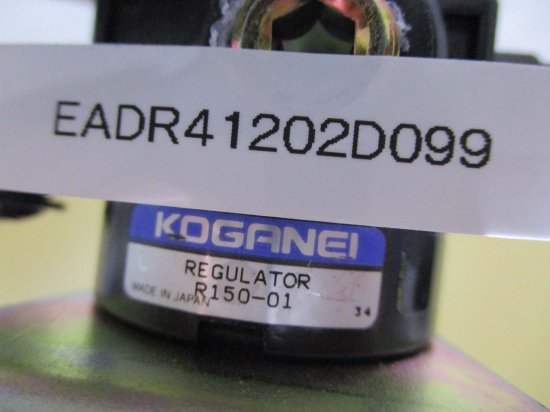 EADR41202D099
KOGANEI
REGULATOR
R150-01
MADE IN JAPAN
34